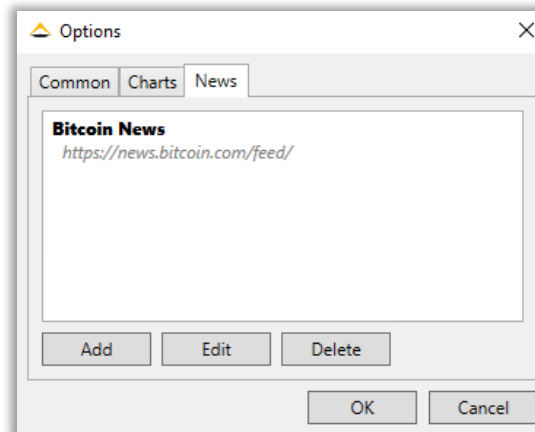 Options
Common Charts News
Bitcoin News
https://news.bitcoin.com/feed/
Add Edit Delete
OK Cancel